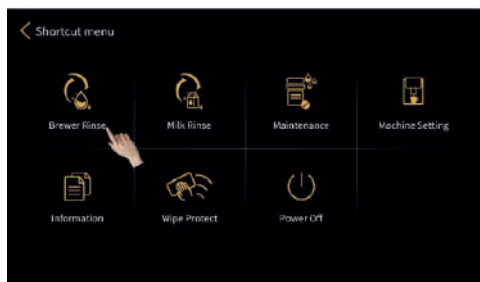 Shortcut menu
Brewer Rinse
Milk Rinse
Maintenance
Machine Setting
Information
Wipe Protect
Power Off